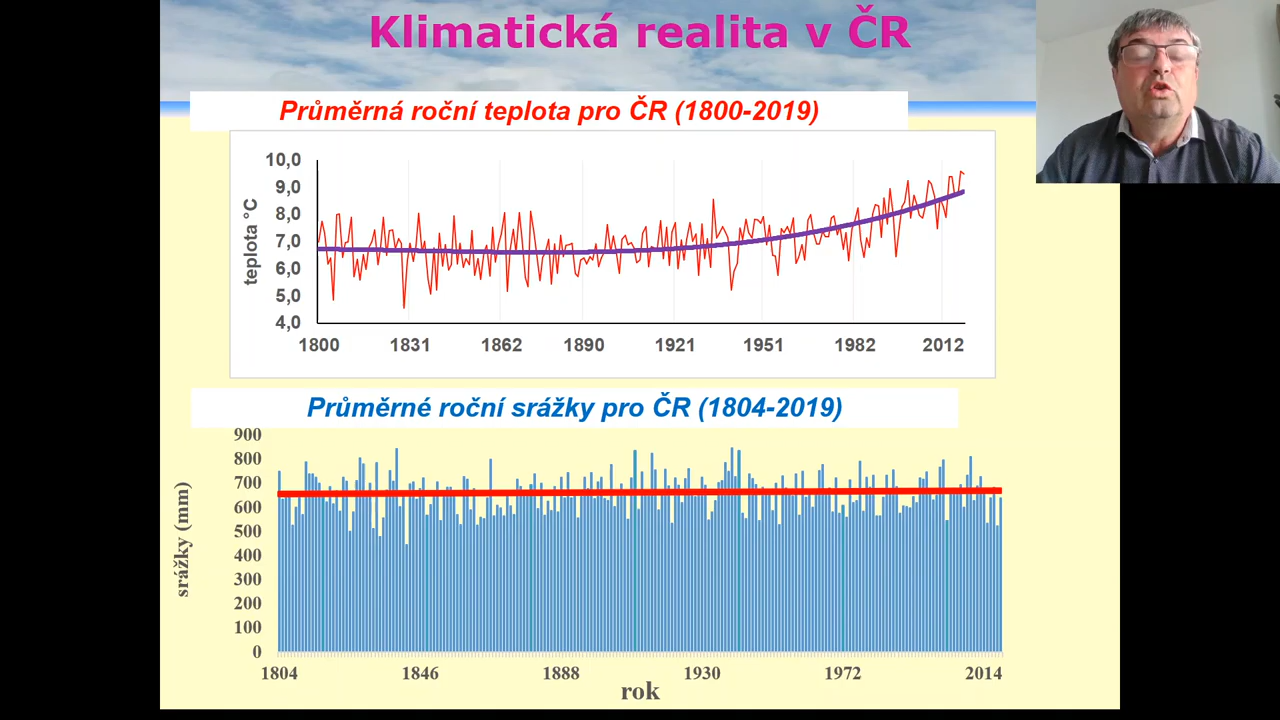 Klimatická realita v ČR
Průměrná roční teplota pro ČR (1800-2019)
10,0
9,0
8,0
7,0
6,0
5,0
4,0
teplota °C
1800 1831 1862 1890 1921 1951 1982 2012
Průměrné roční srážky pro ČR (1804-2019)
900
800
700
600
500
400
300
200
100
0
srážky (mm)
1804 1846 1888 1930 1972 2014
rok